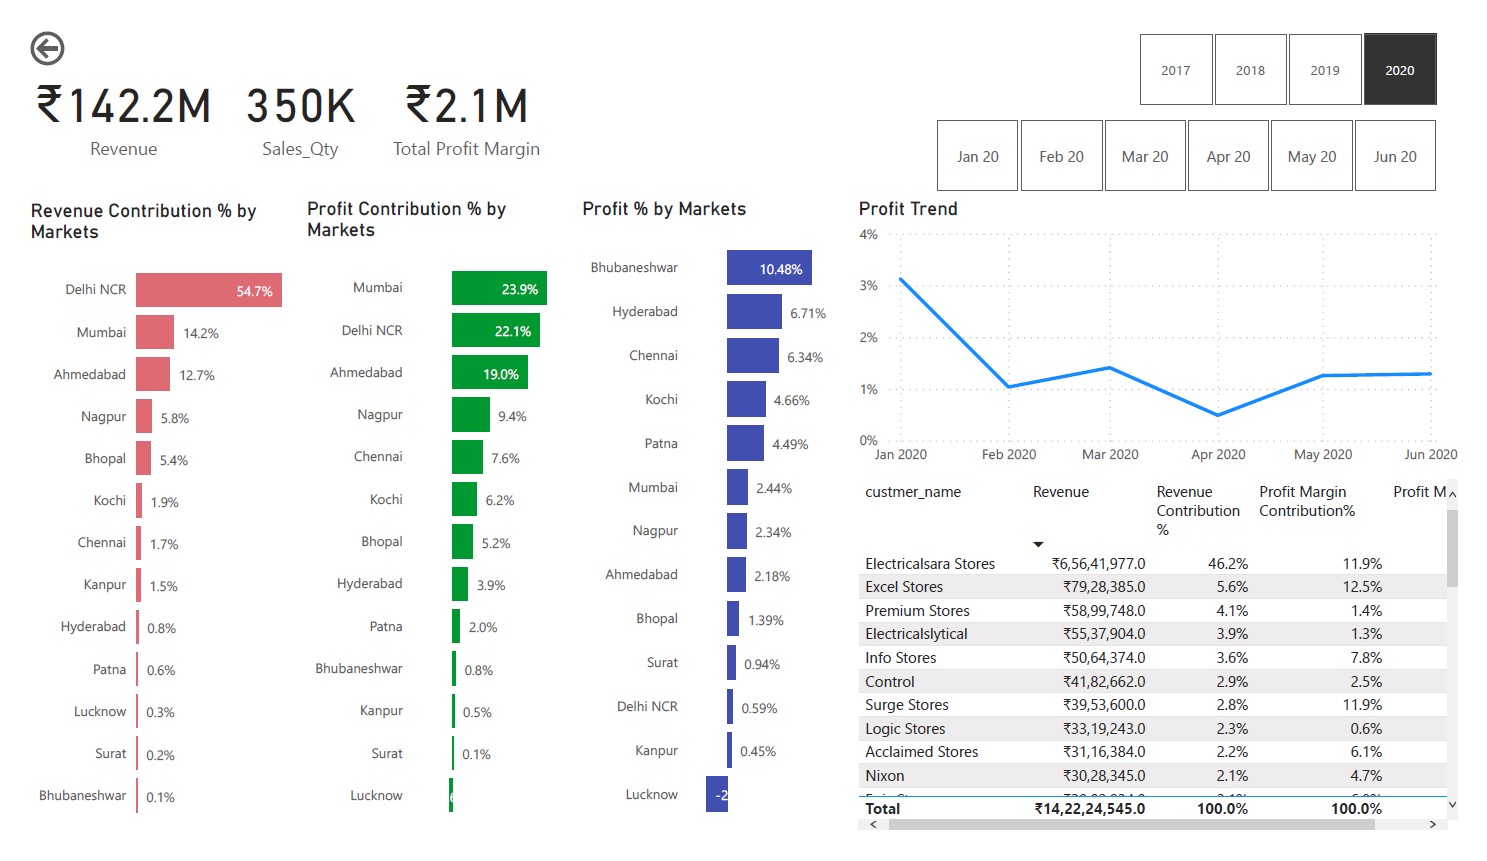 2017
2018
2019
2020
₹142.2M
Revenue
350K
Sales_Qty
₹2.1M
Total Profit Margin
Jan 20
Feb 20
Mar 20
Apr 20
May 20
Jun 20
Revenue Contribution % by
Markets
Delhi NCR 54.7%
Mumbai 14.2%
Ahmedabad 12.7%
Nagpur 5.8%
Bhopal 5.4%
Kochi 1.9%
Chennai 1.7%
Kanpur 1.5%
Hyderabad 0.8%
Patna 0.6%
Lucknow 0.3%
Surat 0.2%
Bhubaneshwar 0.1%
Profit Contribution % by
Markets
Mumbai 23.9%
Delhi NCR 22.1%
Ahmedabad 19.0%
Nagpur 9.4%
Chennai 7.6%
Kochi 6.2%
Bhopal 5.2%
Hyderabad 3.9%
Patna 2.0%
Bhubaneshwar 0.8%
Kanpur 0.5%
Surat 0.1%
Lucknow
Profit % by Markets
Bhubaneshwar 10.48%
Hyderabad 6.71%
Chennai 6.34%
Kochi 4.66%
Patna 4.49%
Mumbai 2.44%
Nagpur 2.34%
Ahmedabad 2.18%
Bhopal 1.39%
Surat 0.94%
Delhi NCR 0.59%
Kanpur 0.45%
Lucknow -2
Profit Trend
4%
3%
2%
1%
0%
Jan 2020 Feb 2020 Mar 2020 Apr 2020 May 2020 Jun 2020
custmer_name Revenue Revenue Profit Margin Profit M
Contribution Contribution%
%
Electricalsara Stores ₹6,56,41,977.0 46.2% 11.9%
Excel Stores ₹79,28,385.0 5.6% 12.5%
Premium Stores ₹58,99,748.0 4.1% 1.4%
Electricalslytical ₹55,37,904.0 3.9% 1.3%
Info Stores ₹50,64,374.0 3.6% 7.8%
Control ₹41,82,662.0 2.9% 2.5%
Surge Stores ₹39,53,600.0 2.8% 11.9%
Logic Stores ₹33,19,243.0 2.3% 0.6%
Acclaimed Stores ₹31,16,384.0 2.2% 6.1%
Nixon ₹30,28,345.0 2.1% 4.7%
Total ₹14,22,24,545.0 100.0% 100.0%